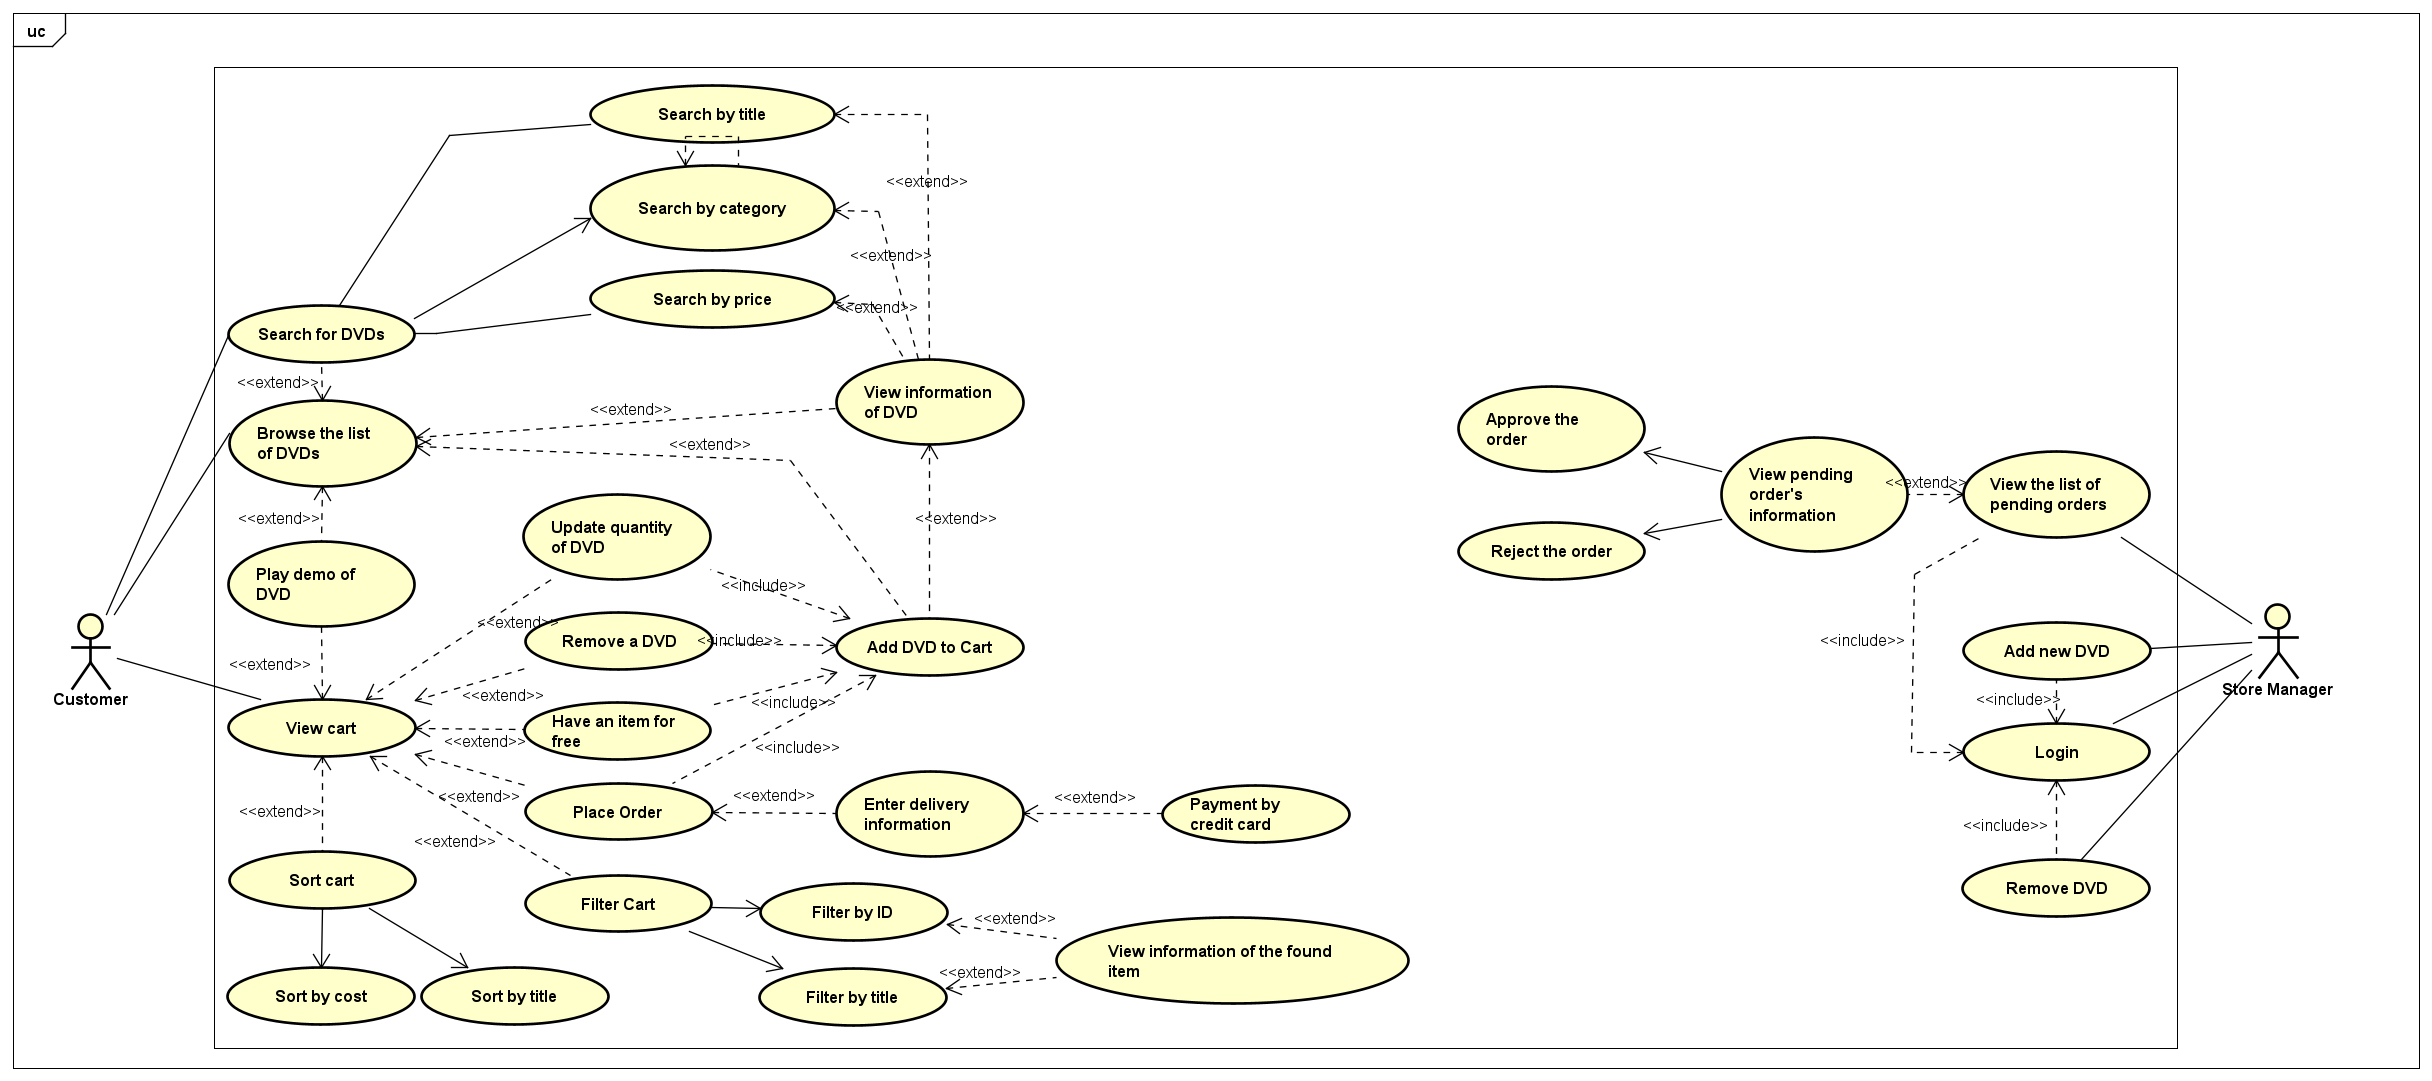 uc
Search by title
<<extend>>
Search by category
<<extend>>
Search by price
<<extend>>
Search for DVDs
<<extend>>
View information
of DVD
<<extend>>
Browse the list
of DVDs
<<extend>>
<<extend>>
<<extend>>
Update quantity
of DVD
<<include>>
Play demo of
DVD
<<extend>>
Remove a DVD
<<include>>
Add DVD to Cart
<<extend>>
Customer
<<extend>>
<<extend>>
Have an item for
free
<<include>>
View cart
<<extend>>
<<include>>
Place Order
<<extend>>
<<extend>>
Enter delivery
information
<<extend>>
Payment by
credit card
<<extend>>
<<extend>>
Sort cart
Filter Cart
Filter by ID
<<extend>>
View information of the found
item
<<extend>>
Sort by cost
Sort by title
Filter by title
Approve the
order
View pending
order's
information
<<extend>>
View the list of
pending orders
Reject the order
<<include>>
Add new DVD
Store Manager
<<include>>
Login
<<include>>
Remove DVD